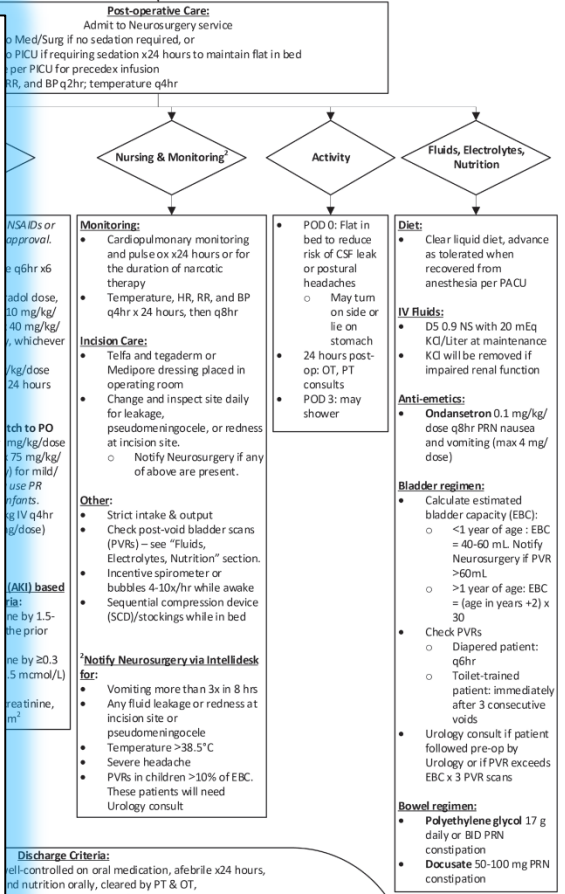 Post-operative Care:
Admit to Neurosurgery service
o Med/Surg if no sedation required, or
o PICU if requiring sedation x24 hours to maintain flat in bed
per PICU for precedex infusion
RR, and BP q2hr; temperature q4hr
Nursing & Monitoring²
Activity
Fluids, Electrolytes,
Nutrition
NSAIDs or
approval.
e q6hr x6
radol dose,
10 mg/kg/
40 mg/kg/
, whichever
/kg/dose
24 hours
tch to PO
mg/kg/dose
75 mg/kg/
) for mild/
use PR
nfants.
kg IV q4hr
g/dose)
(AKI) based
ria:
ne by 1.5-
the prior
ne by ≥0.3
.5 mcmol/L)
reatinine,
m²
Monitoring:
• Cardiopulmonary monitoring
and pulse ox x24 hours or for
the duration of narcotic
therapy
• Temperature, HR, RR, and BP
q4hr x 24 hours, then q8hr
Incision Care:
• Telfa and tegaderm or
Medipore dressing placed in
operating room
• Change and inspect site daily
for leakage,
pseudomeningocele, or redness
at incision site.
o Notify Neurosurgery if any
of above are present.
Other:
• Strict intake & output
• Check post-void bladder scans
(PVRs) – see “Fluids,
Electrolytes, Nutrition” section.
• Incentive spirometer or
bubbles 4-10x/hr while awake
• Sequential compression device
(SCD)/stockings while in bed
²Notify Neurosurgery via Intellidesk
for:
• Vomiting more than 3x in 8 hrs
• Any fluid leakage or redness at
incision site or
pseudomeningocele
• Temperature >38.5°C
• Severe headache
• PVRs in children >10% of EBC.
These patients will need
Urology consult
• POD 0: Flat in
bed to reduce
risk of CSF leak
or postural
headaches
o May turn
on side or
lie on
stomach
• 24 hours post-
op: OT, PT
consults
• POD 3: may
shower
Diet:
• Clear liquid diet, advance
as tolerated when
recovered from
anesthesia per PACU
IV Fluids:
• D5 0.9 NS with 20 mEq
KCl/Liter at maintenance
• KCl will be removed if
impaired renal function
Anti-emetics:
• Ondansetron 0.1 mg/kg/
dose q8hr PRN nausea
and vomiting (max 4 mg/
dose)
Bladder regimen:
• Calculate estimated
bladder capacity (EBC):
o <1 year of age : EBC
= 40-60 mL. Notify
Neurosurgery if PVR
>60mL
o >1 year of age: EBC
= (age in years +2) x
30
• Check PVRs
o Diapered patient:
q6hr
o Toilet-trained
patient: immediately
after 3 consecutive
voids
• Urology consult if patient
followed pre-op by
Urology or if PVR exceeds
EBC x 3 PVR scans
Bowel regimen:
• Polyethylene glycol 17 g
daily or BID PRN
constipation
• Docusate 50-100 mg PRN
constipation
Discharge Criteria:
ell-controlled on oral medication, afebrile x24 hours,
nd nutrition orally, cleared by PT & OT,